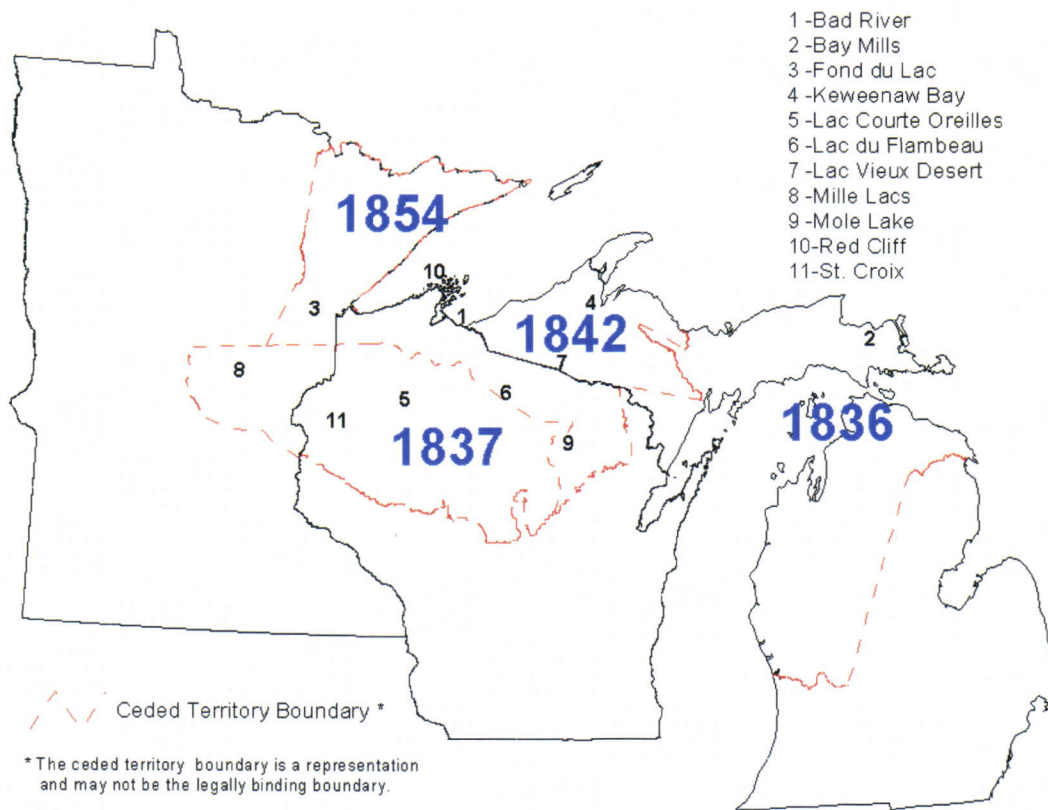 1 -Bad River
2 -Bay Mills
3 -Fond du Lac
4 -Keweenaw Bay
5 -Lac Courte Oreilles
6 -Lac du Flambeau
7 -Lac Vieux Desert
8 -Mille Lacs
9 -Mole Lake
10-Red Cliff
11-St. Croix
1854
10
3
1
4
1842
2
7
8
5
6
1836
11
1837
9
Ceded Territory Boundary *
* The ceded territory boundary is a representation
and may not be the legally binding boundary.